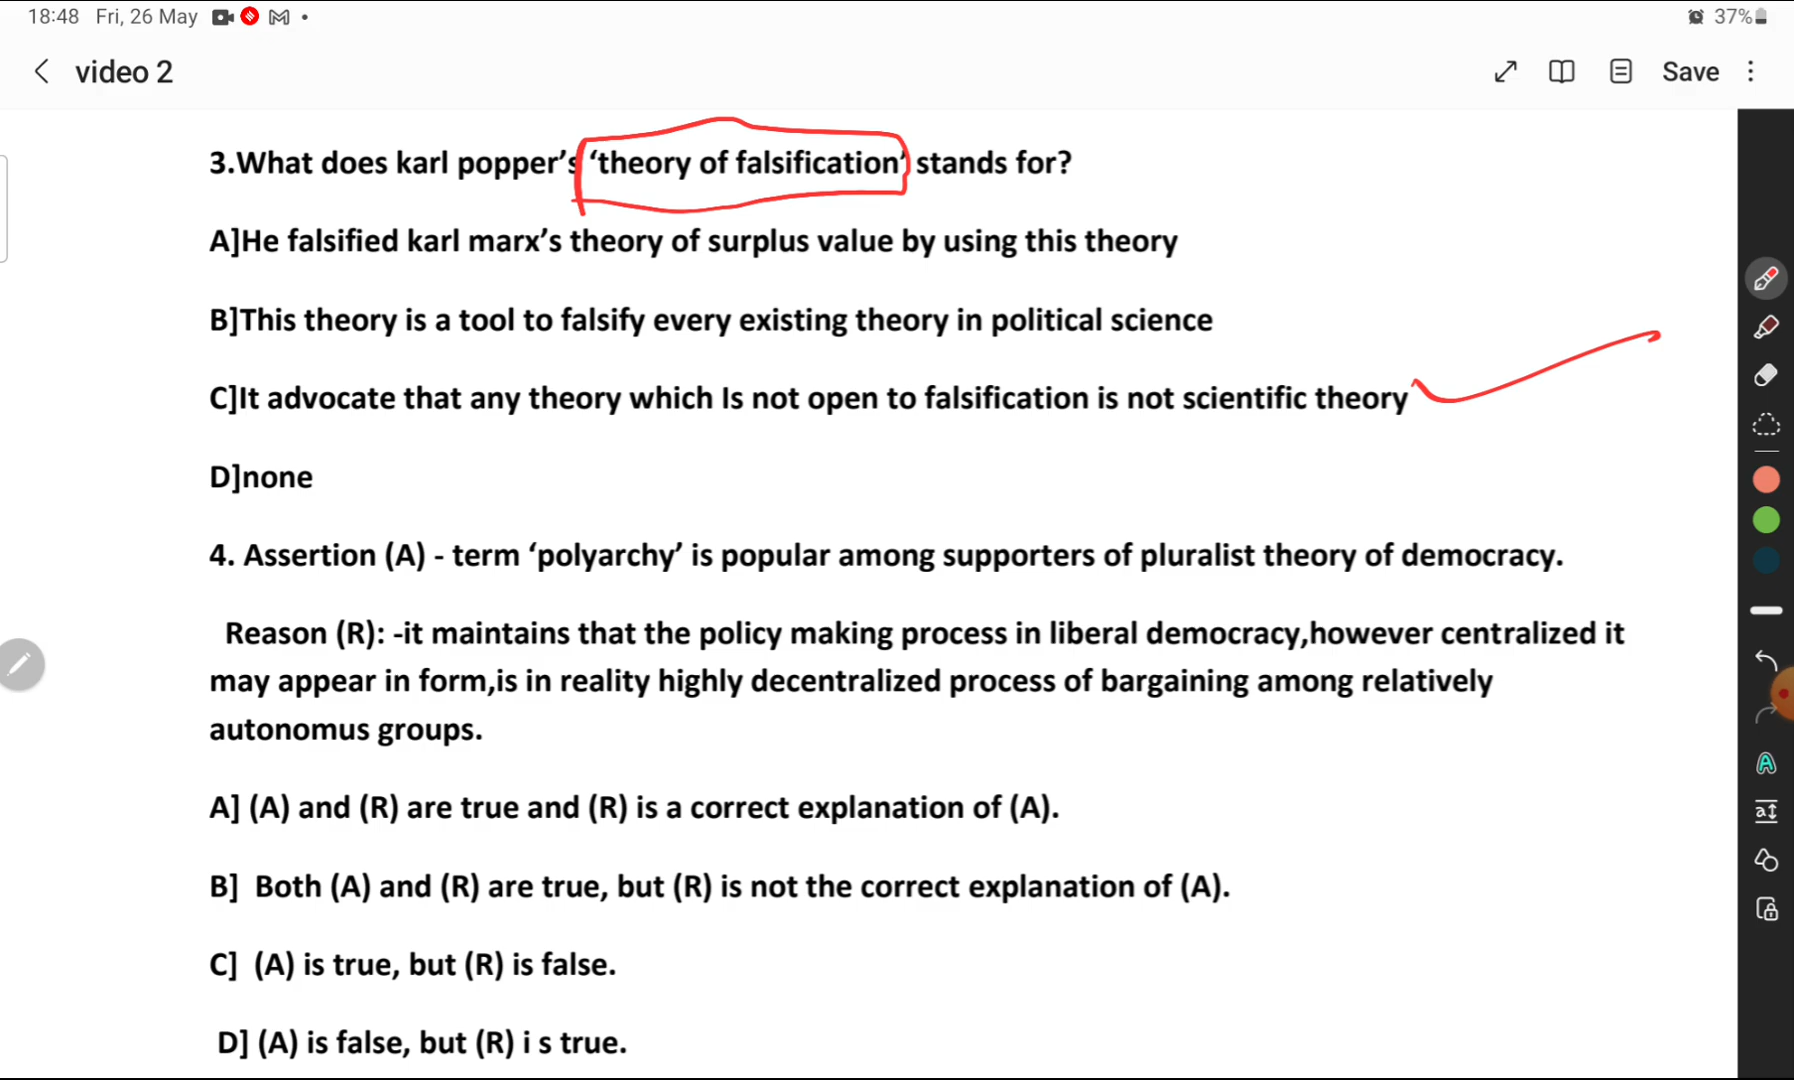 18:48 Fri, 26 May
37%
video 2
Save
3.What does karl popper’s ‘theory of falsification’ stands for?
A]He falsified karl marx’s theory of surplus value by using this theory
B]This theory is a tool to falsify every existing theory in political science
C]It advocate that any theory which Is not open to falsification is not scientific theory
D]none
4. Assertion (A) - term ‘polyarchy’ is popular among supporters of pluralist theory of democracy.
Reason (R): -it maintains that the policy making process in liberal democracy,however centralized it
may appear in form,is in reality highly decentralized process of bargaining among relatively
autonomus groups.
A] (A) and (R) are true and (R) is a correct explanation of (A).
B] Both (A) and (R) are true, but (R) is not the correct explanation of (A).
C] (A) is true, but (R) is false.
D] (A) is false, but (R) i s true.